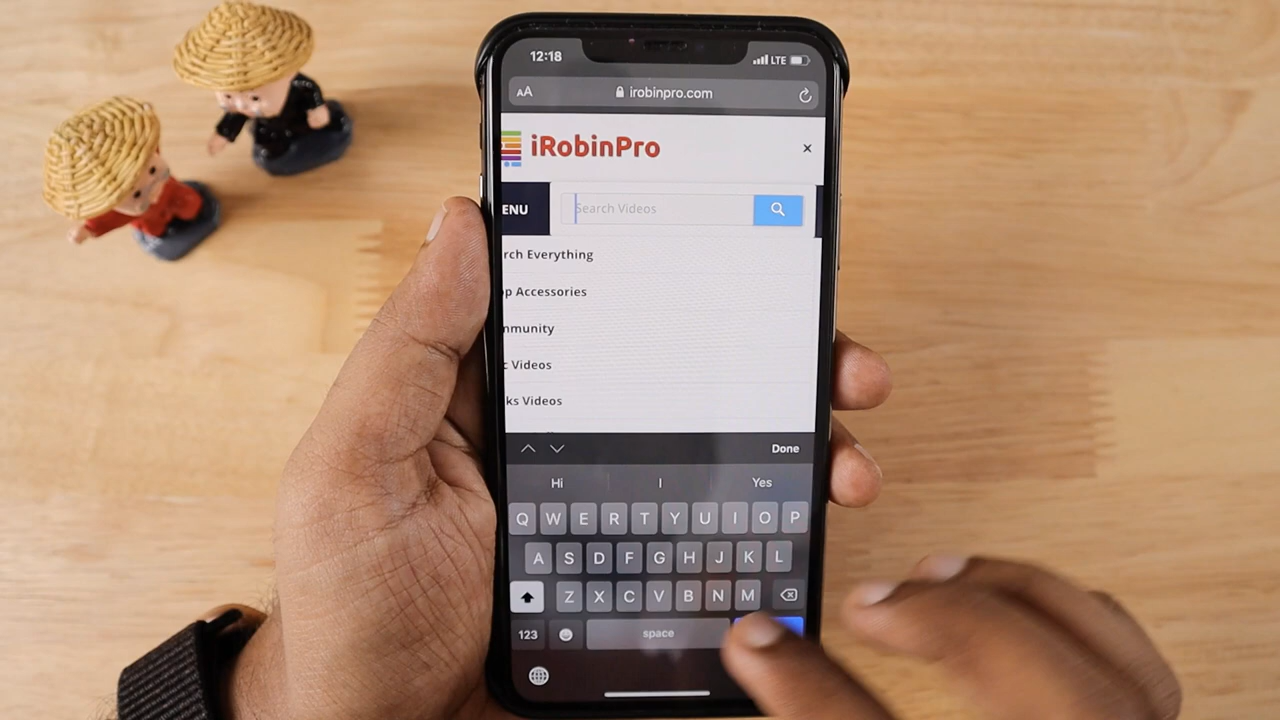 12:18 LTE
AA irobinpro.com
iRobinPro ×
ENU Search Videos
rch Everything
p Accessories
munity
Videos
ks Videos
Done
Hi I Yes
Q W E R T Y U I O P
A S D F G H J K L
Z X C V B N M
123 space